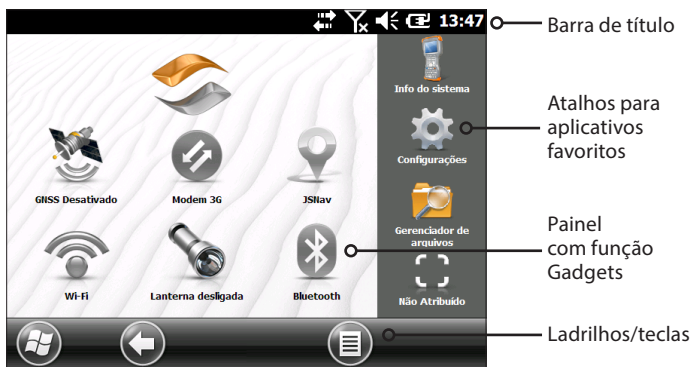 13:47
Barra de título
Info do sistema
Atalhos para
aplicativos
favoritos
Configurações
GNSS Desativado
Modem 3G
JSNav
Gerenciador de
arquivos
Painel
com função
Gadgets
Wi-Fi
Lanterna desligada
Bluetooth
Não Atribuído
Ladrilhos/teclas